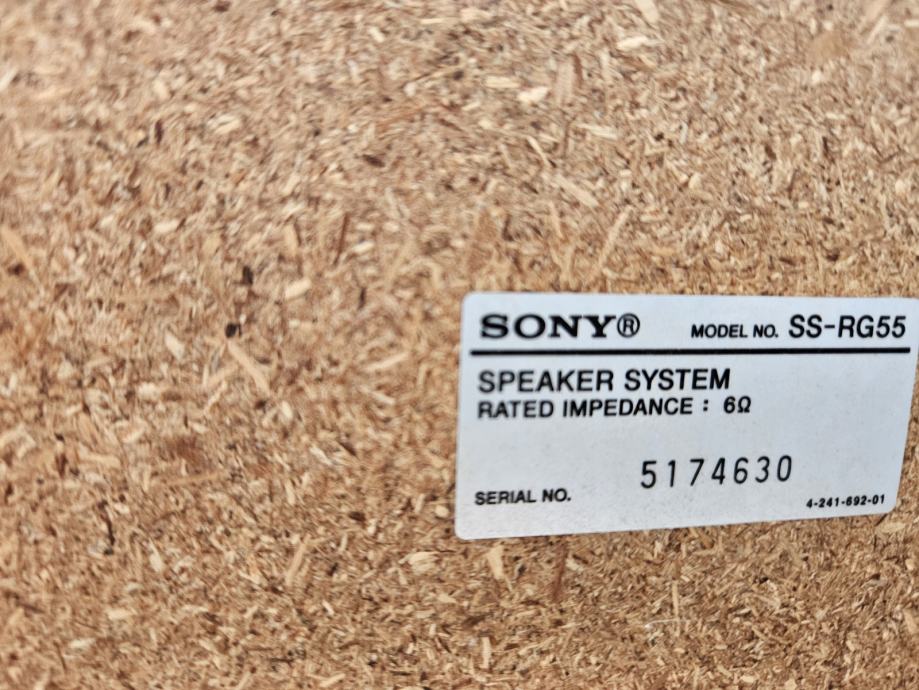 SONY® MODEL NO. SS-RG55
SPEAKER SYSTEM
RATED IMPEDANCE : 6Ω
SERIAL NO. 5174630
4-241-692-01